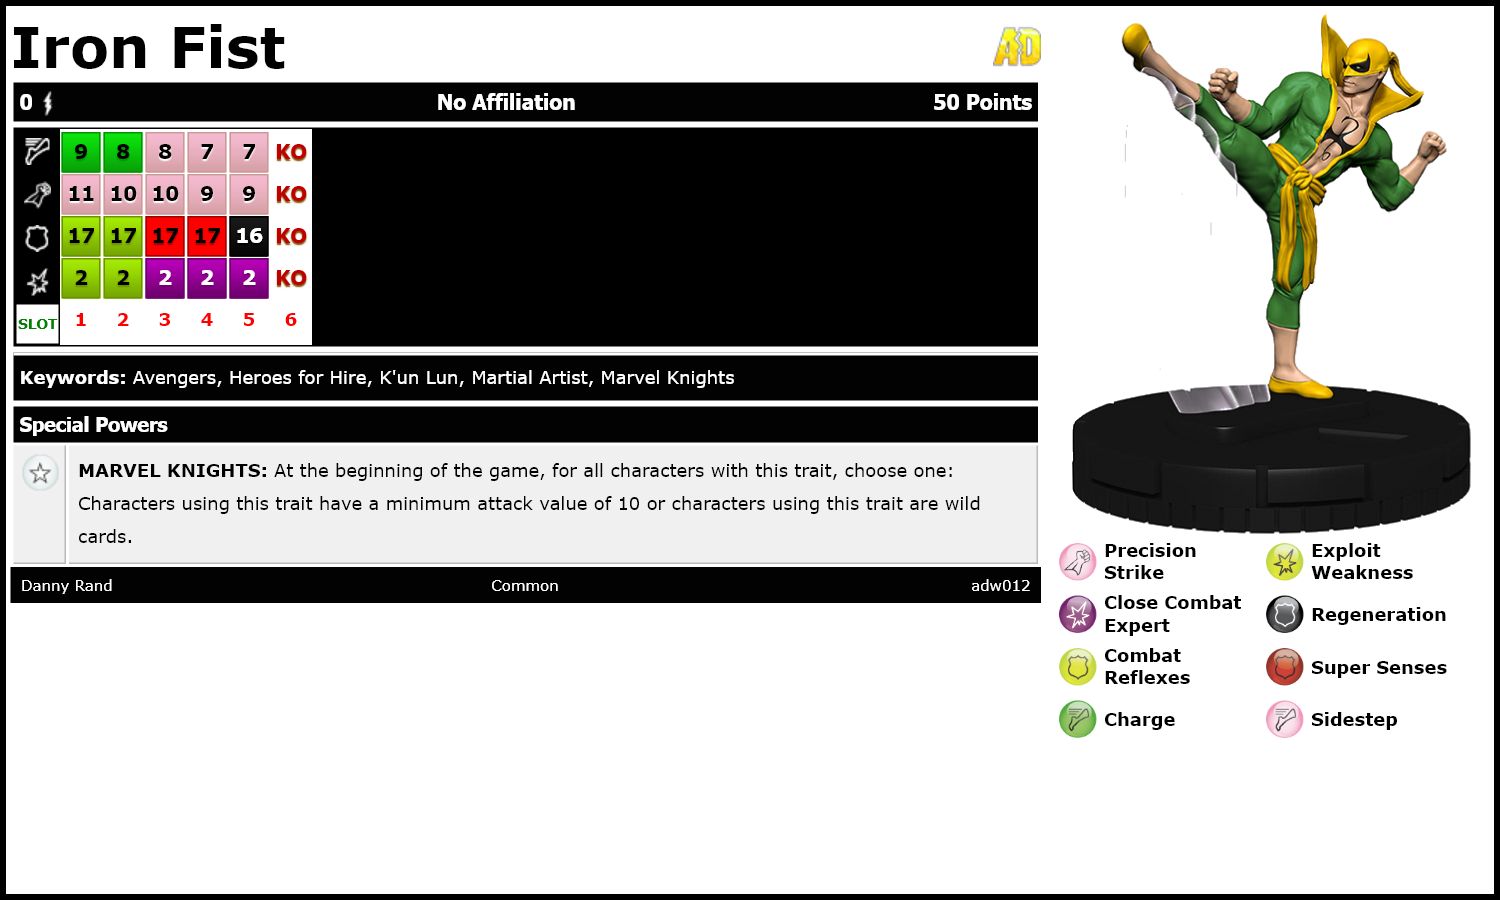 Iron Fist
AD
0 No Affiliation 50 Points
9 8 8 7 7 KO
11 10 10 9 9 KO
17 17 17 17 16 KO
2 2 2 2 2 KO
SLOT 1 2 3 4 5 6
Keywords: Avengers, Heroes for Hire, K'un Lun, Martial Artist, Marvel Knights
Special Powers
MARVEL KNIGHTS: At the beginning of the game, for all characters with this trait, choose one:
Characters using this trait have a minimum attack value of 10 or characters using this trait are wild
cards.
Danny Rand Common adw012
Precision
Strike
Exploit
Weakness
Close Combat
Expert
Regeneration
Combat
Reflexes
Super Senses
Charge
Sidestep